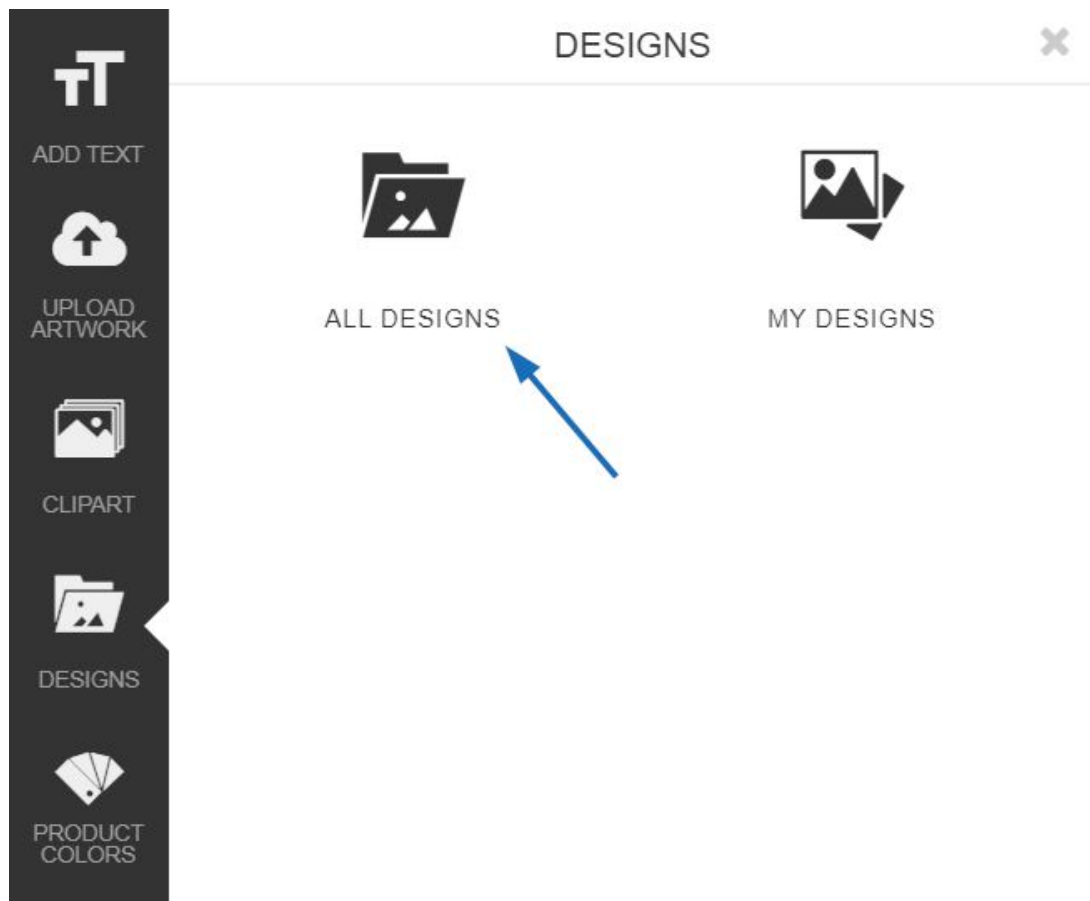 DESIGNS
ADD TEXT
UPLOAD
ARTWORK
CLIPART
DESIGNS
PRODUCT
COLORS
ALL DESIGNS
MY DESIGNS